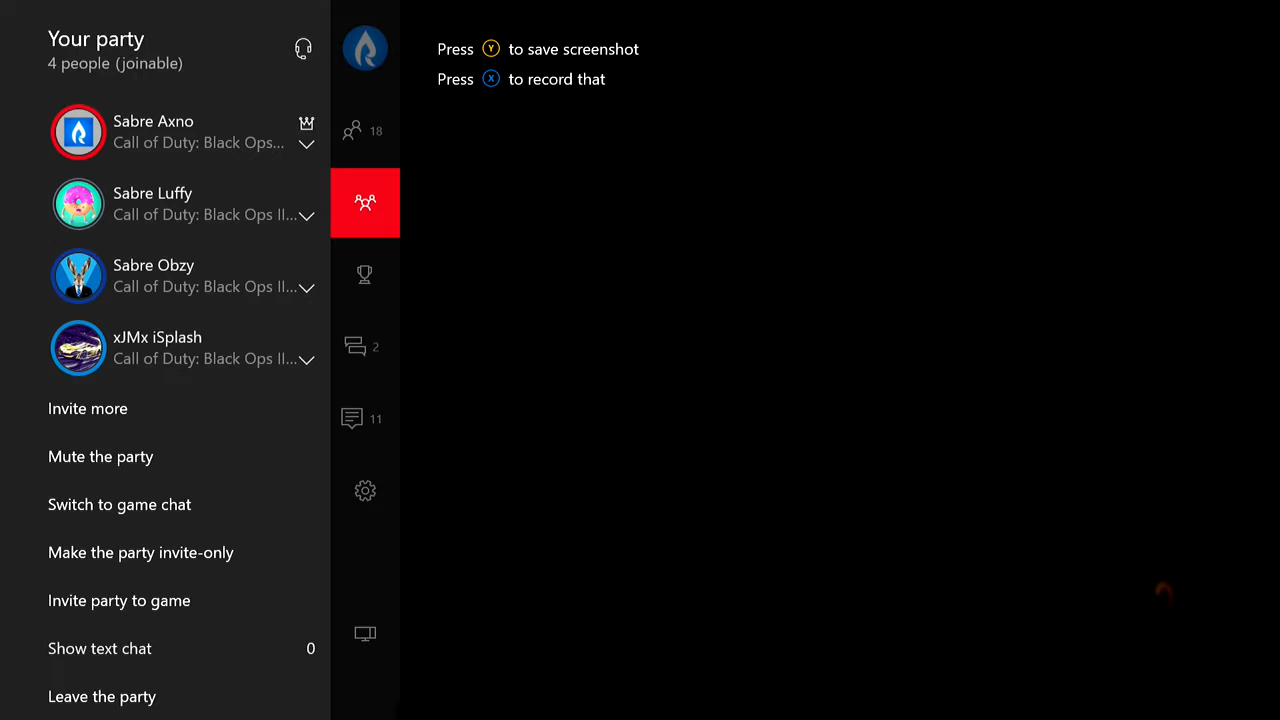 Your party
4 people (joinable)
Sabre Axno
Call of Duty: Black Ops...
Sabre Luffy
Call of Duty: Black Ops II...
Sabre Obzy
Call of Duty: Black Ops II...
xJMx iSplash
Call of Duty: Black Ops II...
Invite more
Mute the party
Switch to game chat
Make the party invite-only
Invite party to game
Show text chat 0
Leave the party
18
2
11
Press Y to save screenshot
Press X to record that